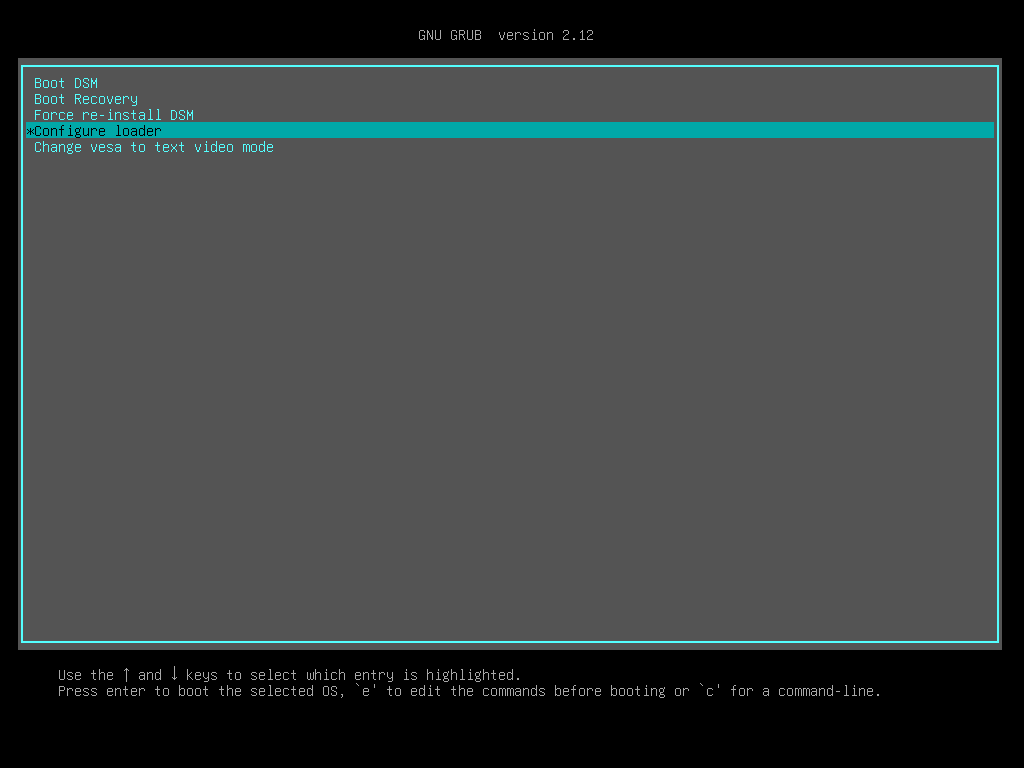 GNU GRUB  version 2.12
Boot DSM
Boot Recovery
Force re-install DSM
*Configure loader
Change vesa to text video mode
Use the ↑ and ↓ keys to select which entry is highlighted.
Press enter to boot the selected OS, `e' to edit the commands before booting or `c' for a command-line.